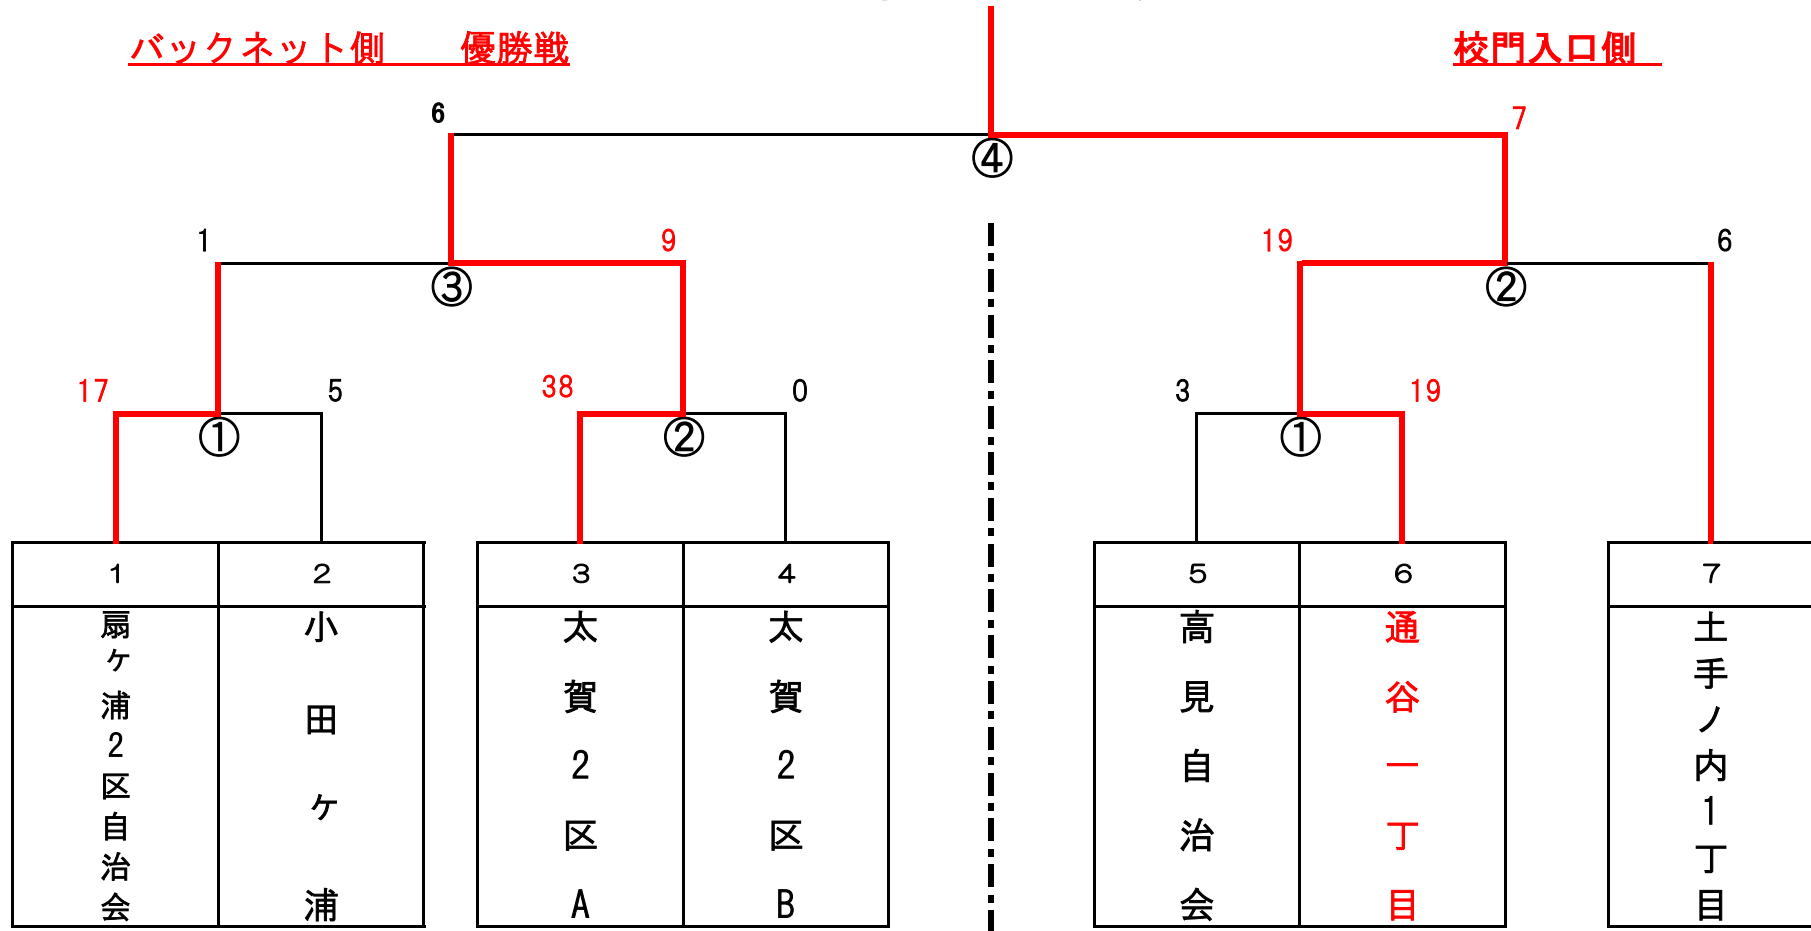 バックネット側　　優勝戦　校門入口側
6　7
④
1　9　19　6
③　②
17　5　38　0　3　19
①　②　①
1　2　3　4　5　6　7
扇ヶ浦2区自治会
小田ケ浦
太賀2区A
太賀2区B
高見自治会
通谷一丁目
土手ノ内1丁目